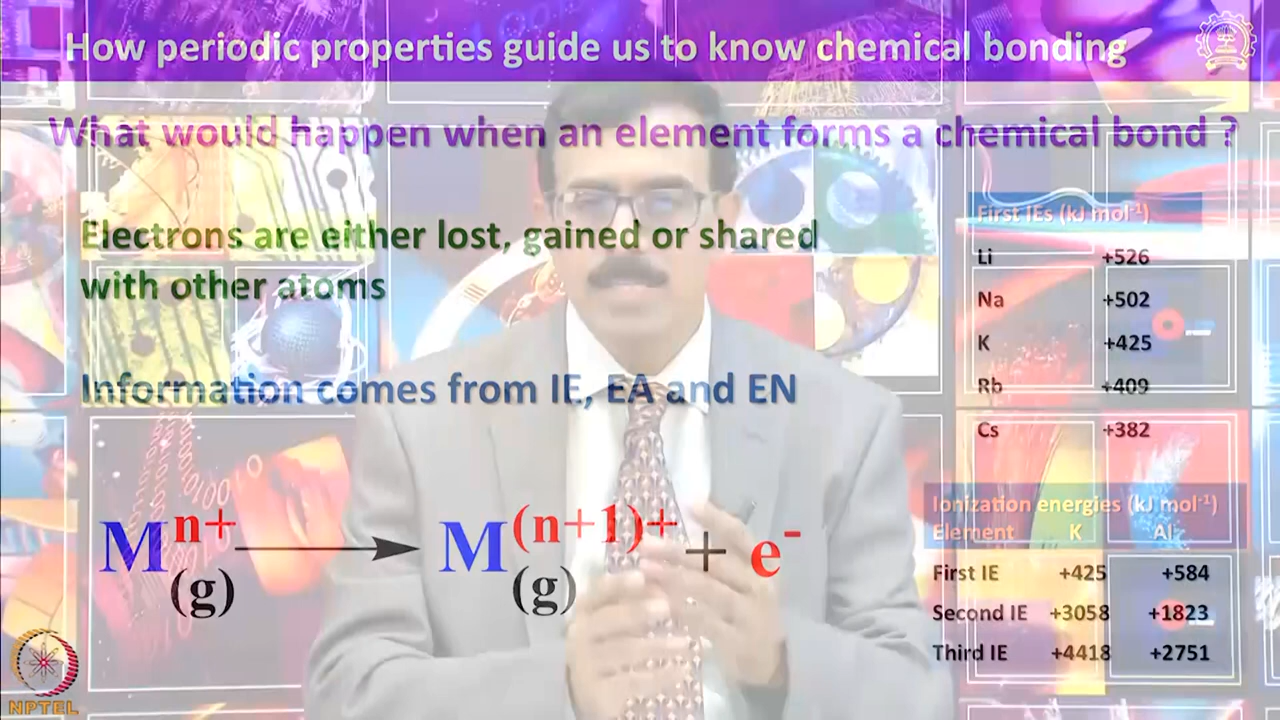 How periodic properties guide us to know chemical bonding
What would happen when an element forms a chemical bond ?
Electrons are either lost, gained or shared
with other atoms
Information comes from IE, EA and EN
M^n+_(g) → M^(n+1)+_(g) + e^-
First IEs (kJ mol^-1)
Li +526
Na +502
K +425
Rb +409
Cs +382
Ionization energies (kJ mol^-1)
Element K Al
First IE +425 +584
Second IE +3058 +1823
Third IE +4418 +2751
NPTEL